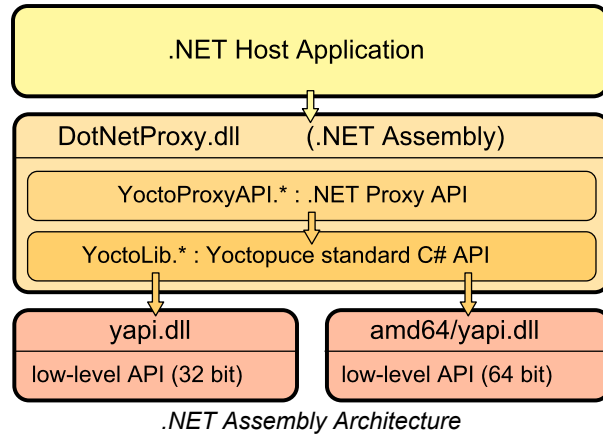 .NET Host Application
DotNetProxy.dll (.NET Assembly)
YoctoProxyAPI.* : .NET Proxy API
YoctoLib.* : Yoctopuce standard C# API
yapi.dll
low-level API (32 bit)
amd64/yapi.dll
low-level API (64 bit)
.NET Assembly Architecture